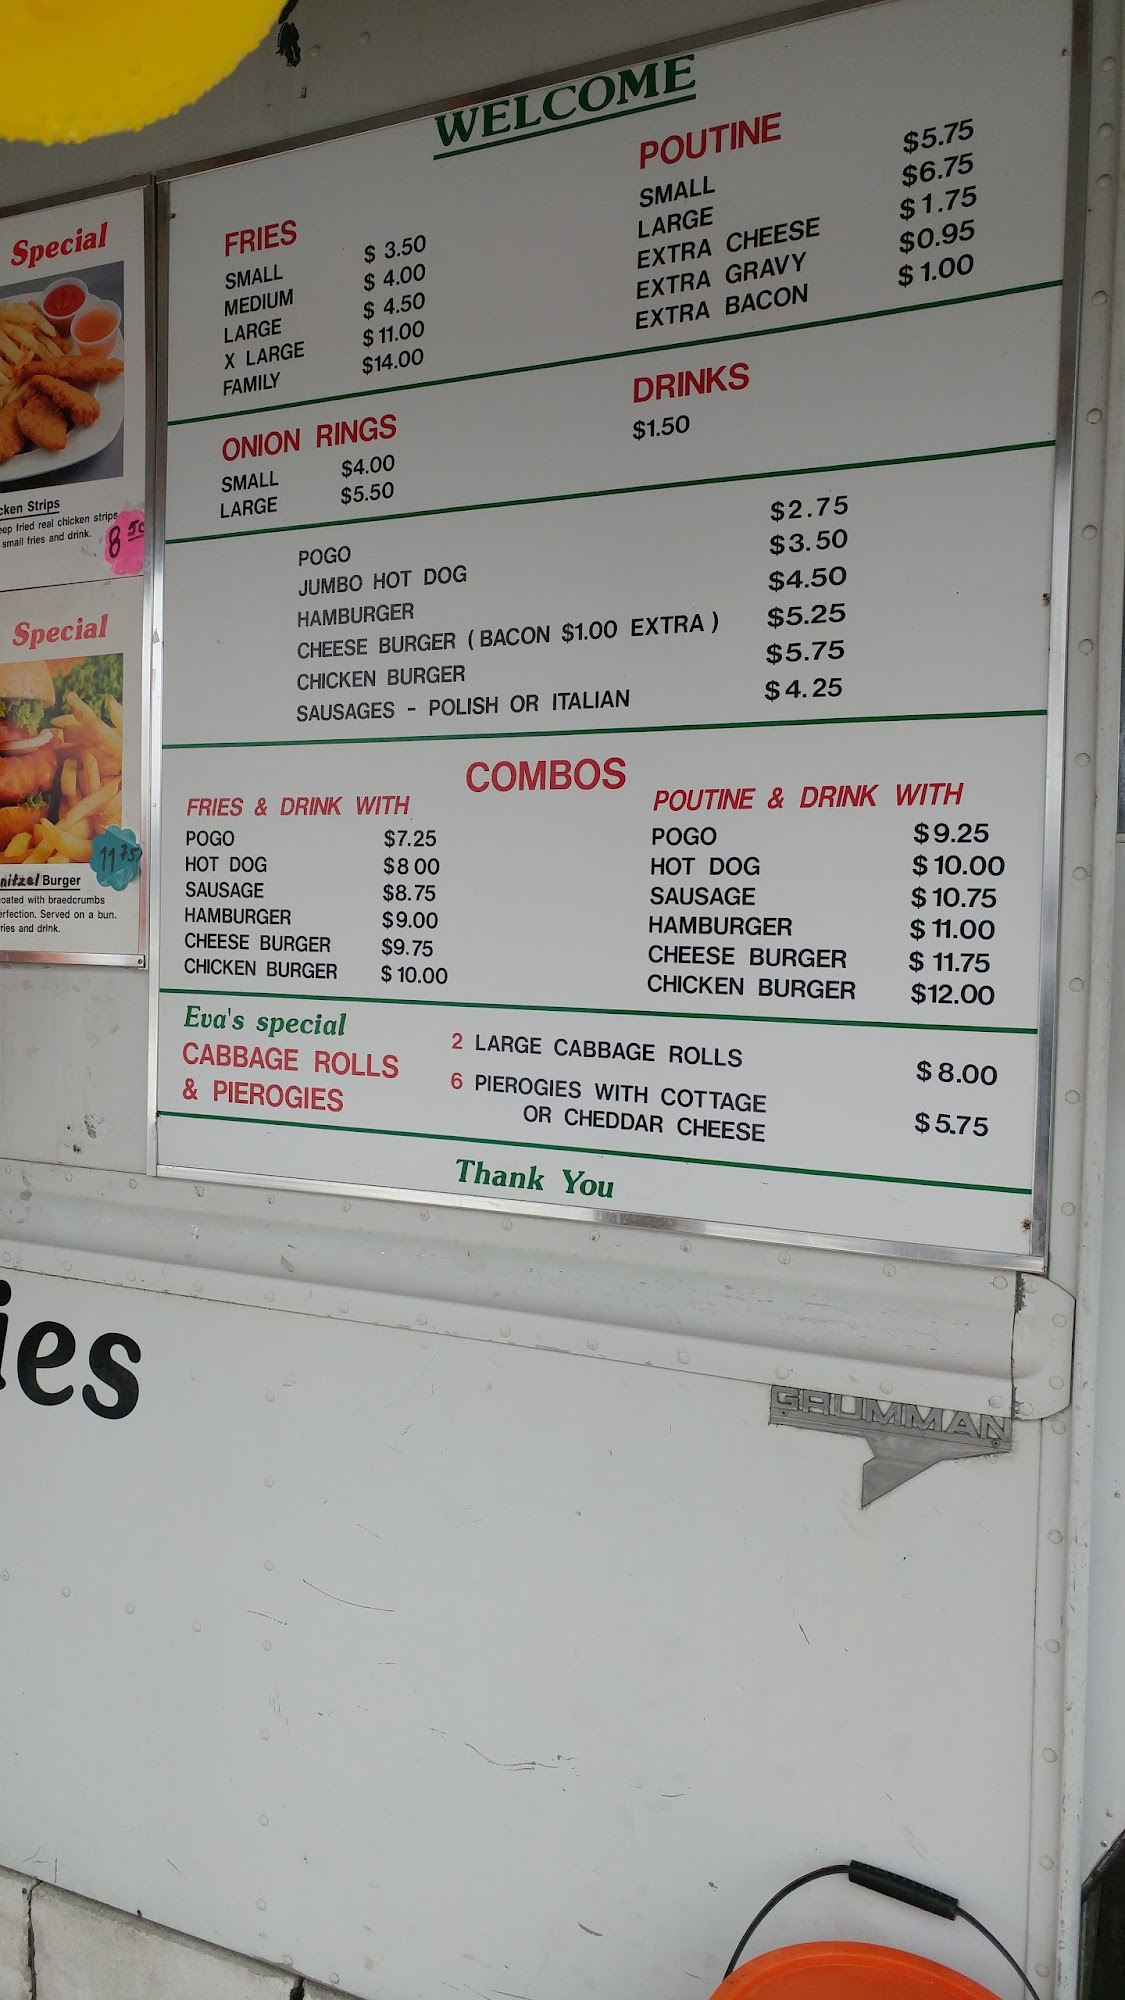 WELCOME
FRIES
SMALL $ 3.50
MEDIUM $ 4.00
LARGE $ 4.50
X LARGE $ 11.00
FAMILY $14.00
POUTINE
SMALL $5.75
LARGE $6.75
EXTRA CHEESE $1.75
EXTRA GRAVY $0.95
EXTRA BACON $1.00
ONION RINGS
SMALL $4.00
LARGE $5.50
DRINKS
$1.50
POGO $2.75
JUMBO HOT DOG $3.50
HAMBURGER $4.50
CHEESE BURGER ( BACON $1.00 EXTRA ) $5.25
CHICKEN BURGER $5.75
SAUSAGES - POLISH OR ITALIAN $4.25
COMBOS
FRIES & DRINK WITH
POGO $7.25
HOT DOG $8 00
SAUSAGE $8.75
HAMBURGER $9.00
CHEESE BURGER $9.75
CHICKEN BURGER $10.00
POUTINE & DRINK WITH
POGO $9.25
HOT DOG $10.00
SAUSAGE $10.75
HAMBURGER $11.00
CHEESE BURGER $11.75
CHICKEN BURGER $12.00
Eva's special
CABBAGE ROLLS
& PIEROGIES
2 LARGE CABBAGE ROLLS $8.00
6 PIEROGIES WITH COTTAGE
OR CHEDDAR CHEESE $5.75
Thank You
Special
cken Strips
eep fried real chicken strips
small fries and drink.
8 50
Special
11 75
nitzel Burger
oated with braedcrumbs
erfection. Served on a bun.
ries and drink.
ies
GRUMMAN